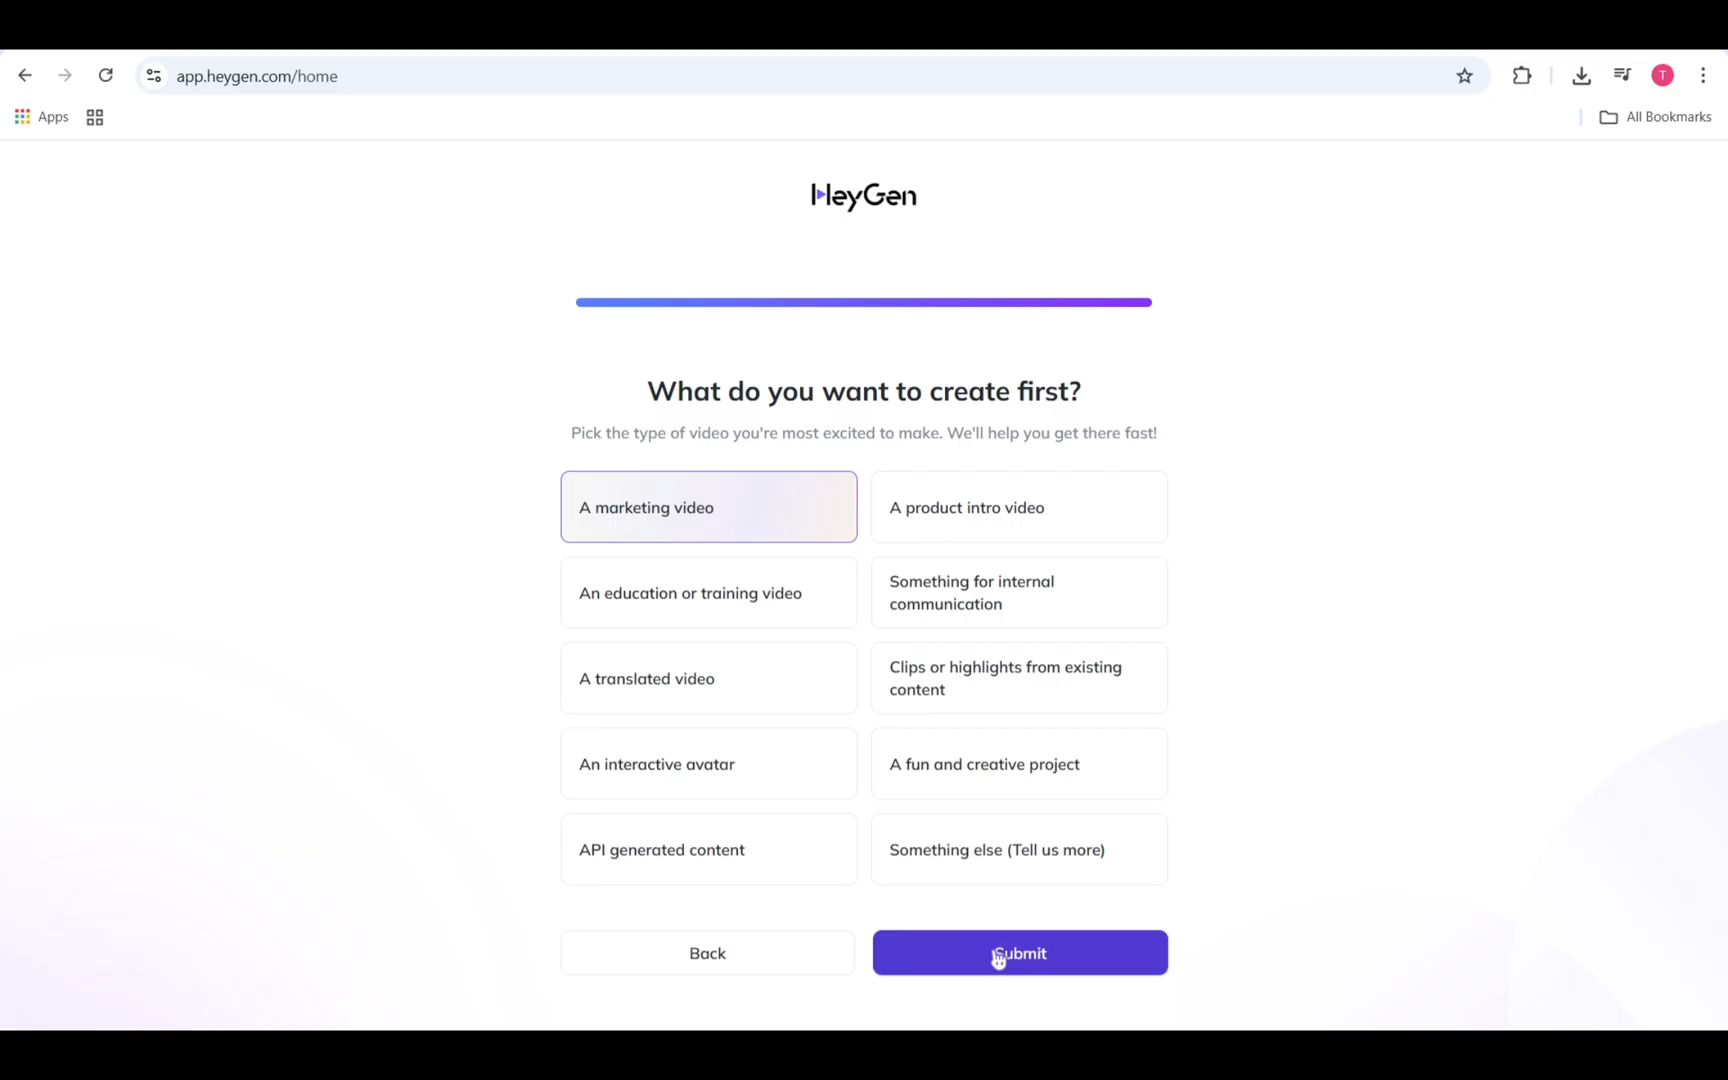 app.heygen.com/home
T
Apps
All Bookmarks
HeyGen
What do you want to create first?
Pick the type of video you're most excited to make. We'll help you get there fast!
A marketing video
A product intro video
An education or training video
Something for internal
communication
A translated video
Clips or highlights from existing
content
An interactive avatar
A fun and creative project
API generated content
Something else (Tell us more)
Back
Submit